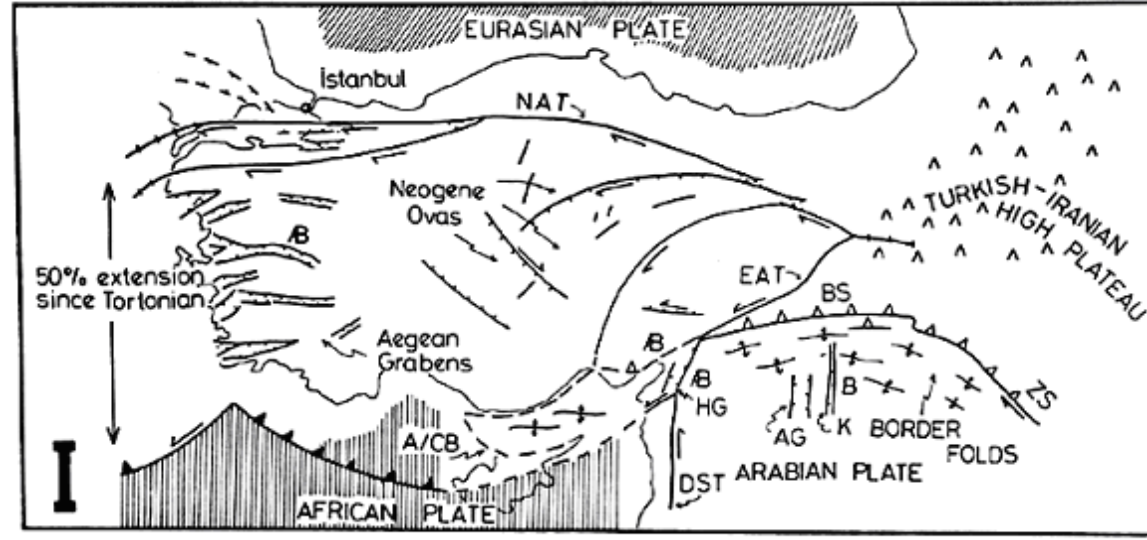 EURASIAN PLATE
İstanbul
NAT
Neogene
Ovas
TURKISH-IRANIAN
HIGH PLATEAU
Æ
50% extension
since Tortonian
EAT
BS
Aegean
Grabens
Æ
Æ
HG
B
ZS
A/CB
AG
K
BORDER
FOLDS
I
DST
ARABIAN PLATE
AFRICAN PLATE